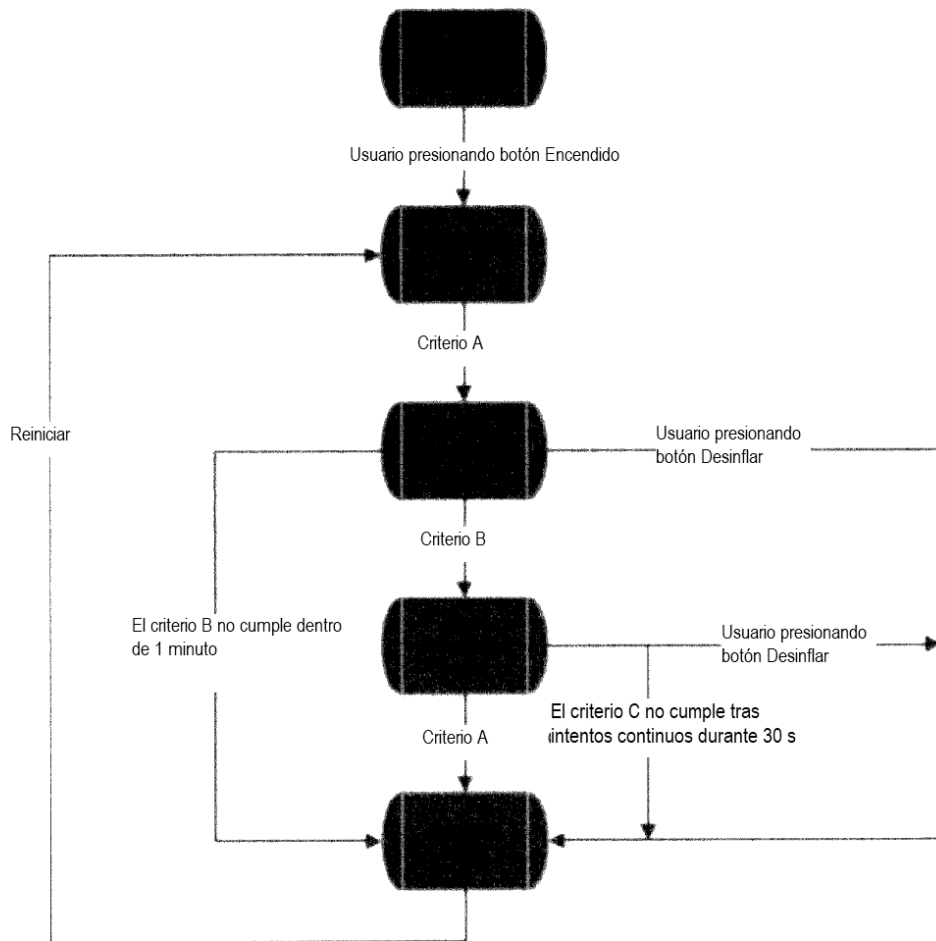 Usuario presionando botón Encendido
Criterio A
Reiniciar
Usuario presionando
botón Desinflar
Criterio B
El criterio B no cumple dentro
de 1 minuto
Usuario presionando
botón Desinflar
El criterio C no cumple tras
intentos continuos durante 30 s
Criterio A